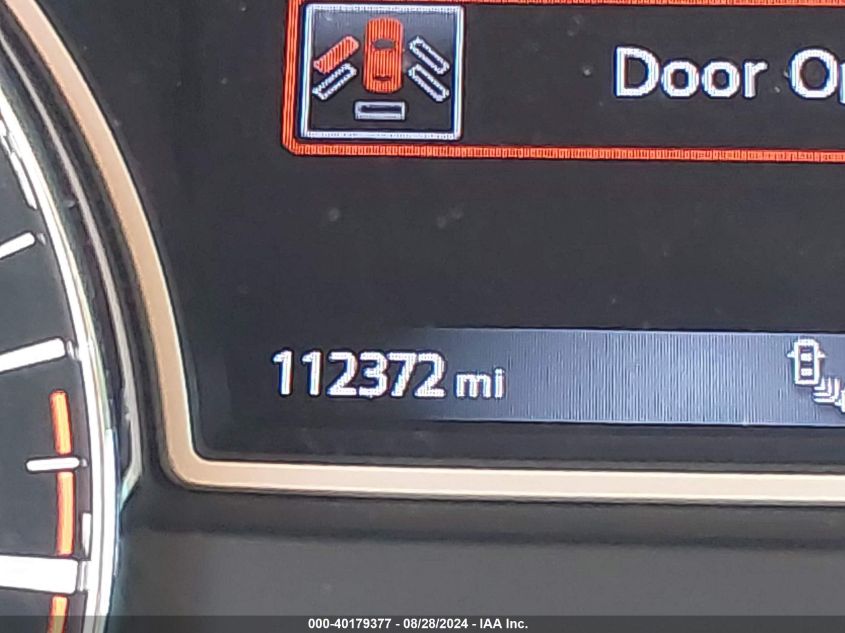 Door Op
112372 mi
000-40179377 - 08/28/2024 - IAA Inc.